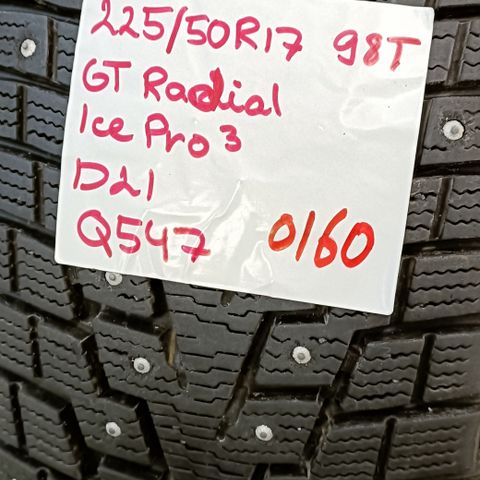 225/50R17 98T
GT Radial
Ice Pro 3
D21
Q547 0160